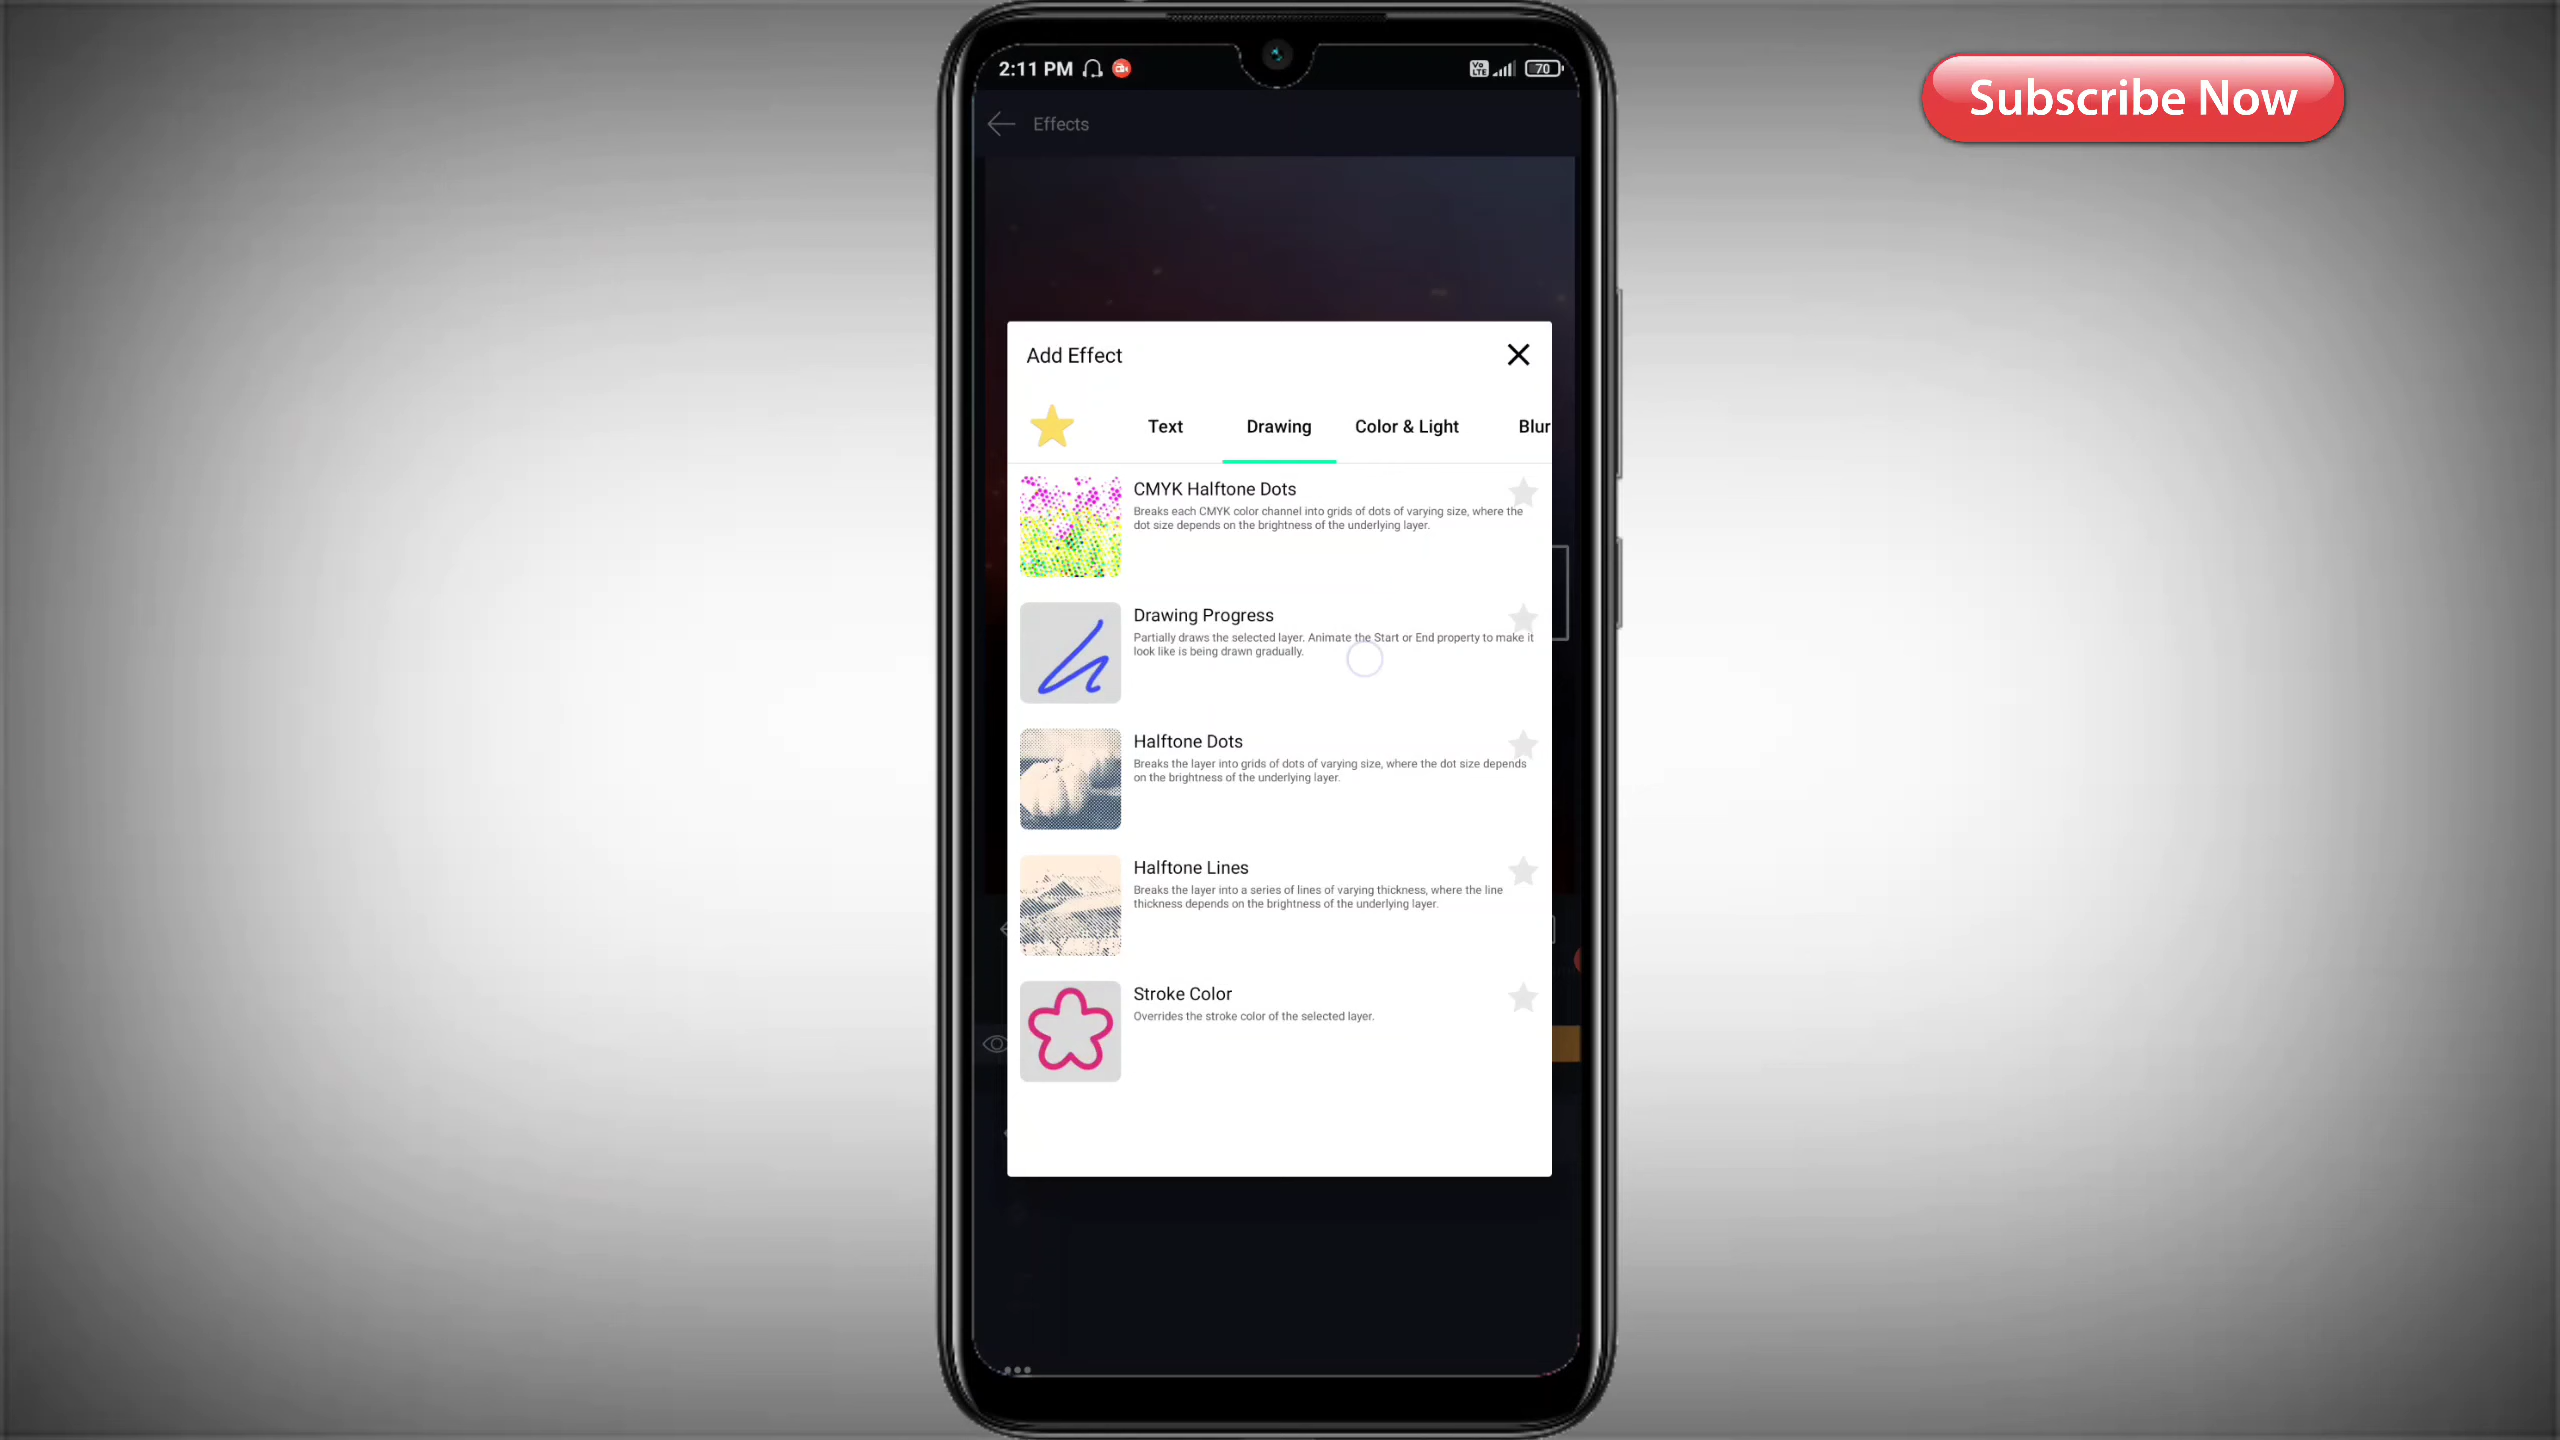 2:11 PM
Vo LTE
70
Subscribe Now
Effects
Add Effect
Text
Drawing
Color & Light
Blur
CMYK Halftone Dots
Breaks each CMYK color channel into grids of dots of varying size, where the
dot size depends on the brightness of the underlying layer.
Drawing Progress
Partially draws the selected layer. Animate the Start or End property to make it
look like is being drawn gradually.
Halftone Dots
Breaks the layer into grids of dots of varying size, where the dot size depends
on the brightness of the underlying layer.
Halftone Lines
Breaks the layer into a series of lines of varying thickness, where the line
thickness depends on the brightness of the underlying layer.
Stroke Color
Overrides the stroke color of the selected layer.